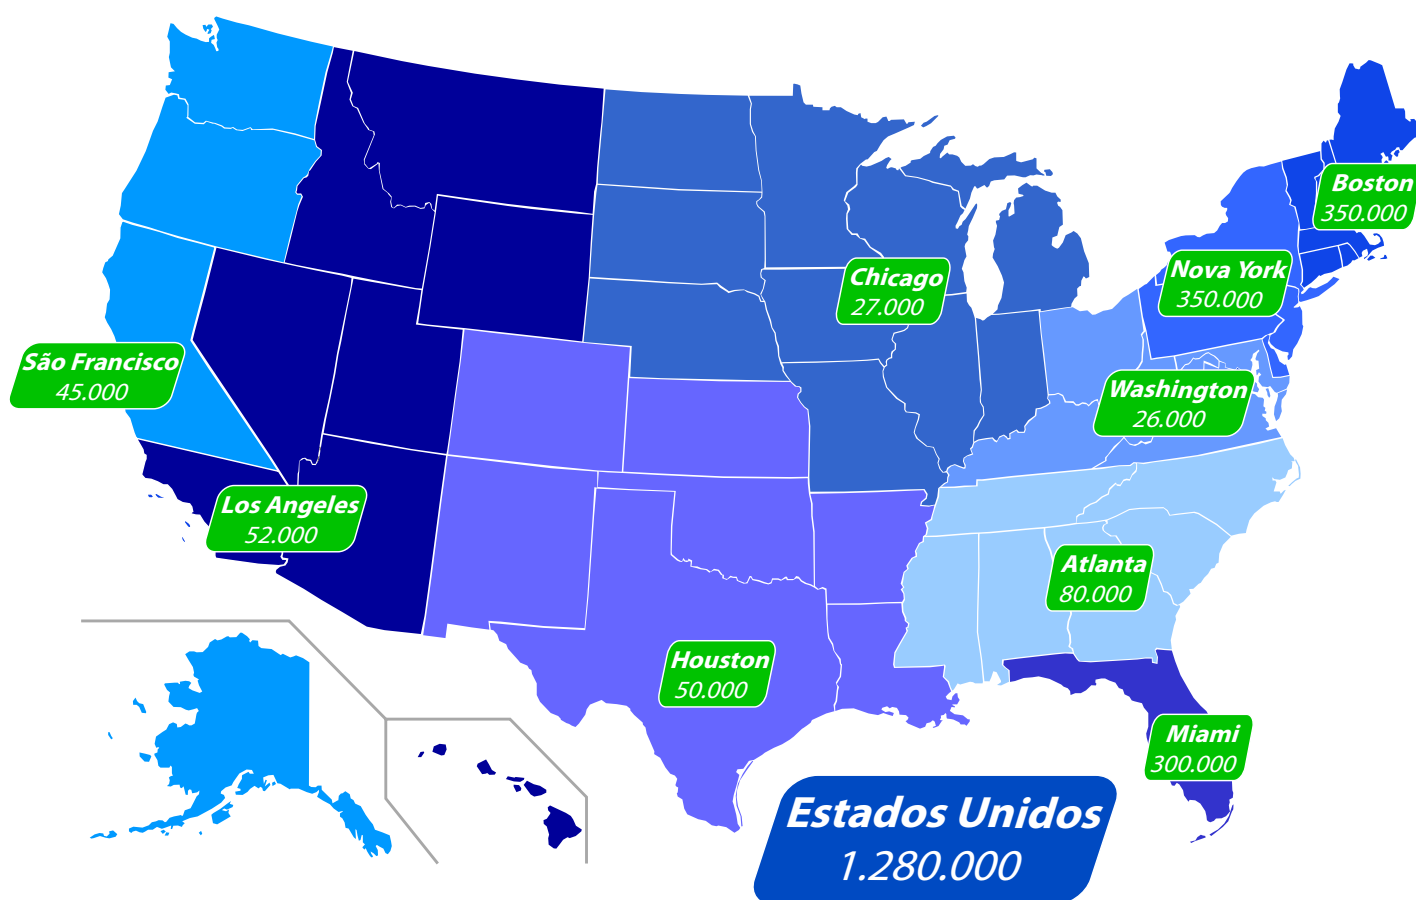 Boston
350.000
Nova York
350.000
Chicago
27.000
São Francisco
45.000
Washington
26.000
Los Angeles
52.000
Atlanta
80.000
Houston
50.000
Miami
300.000
Estados Unidos
1.280.000